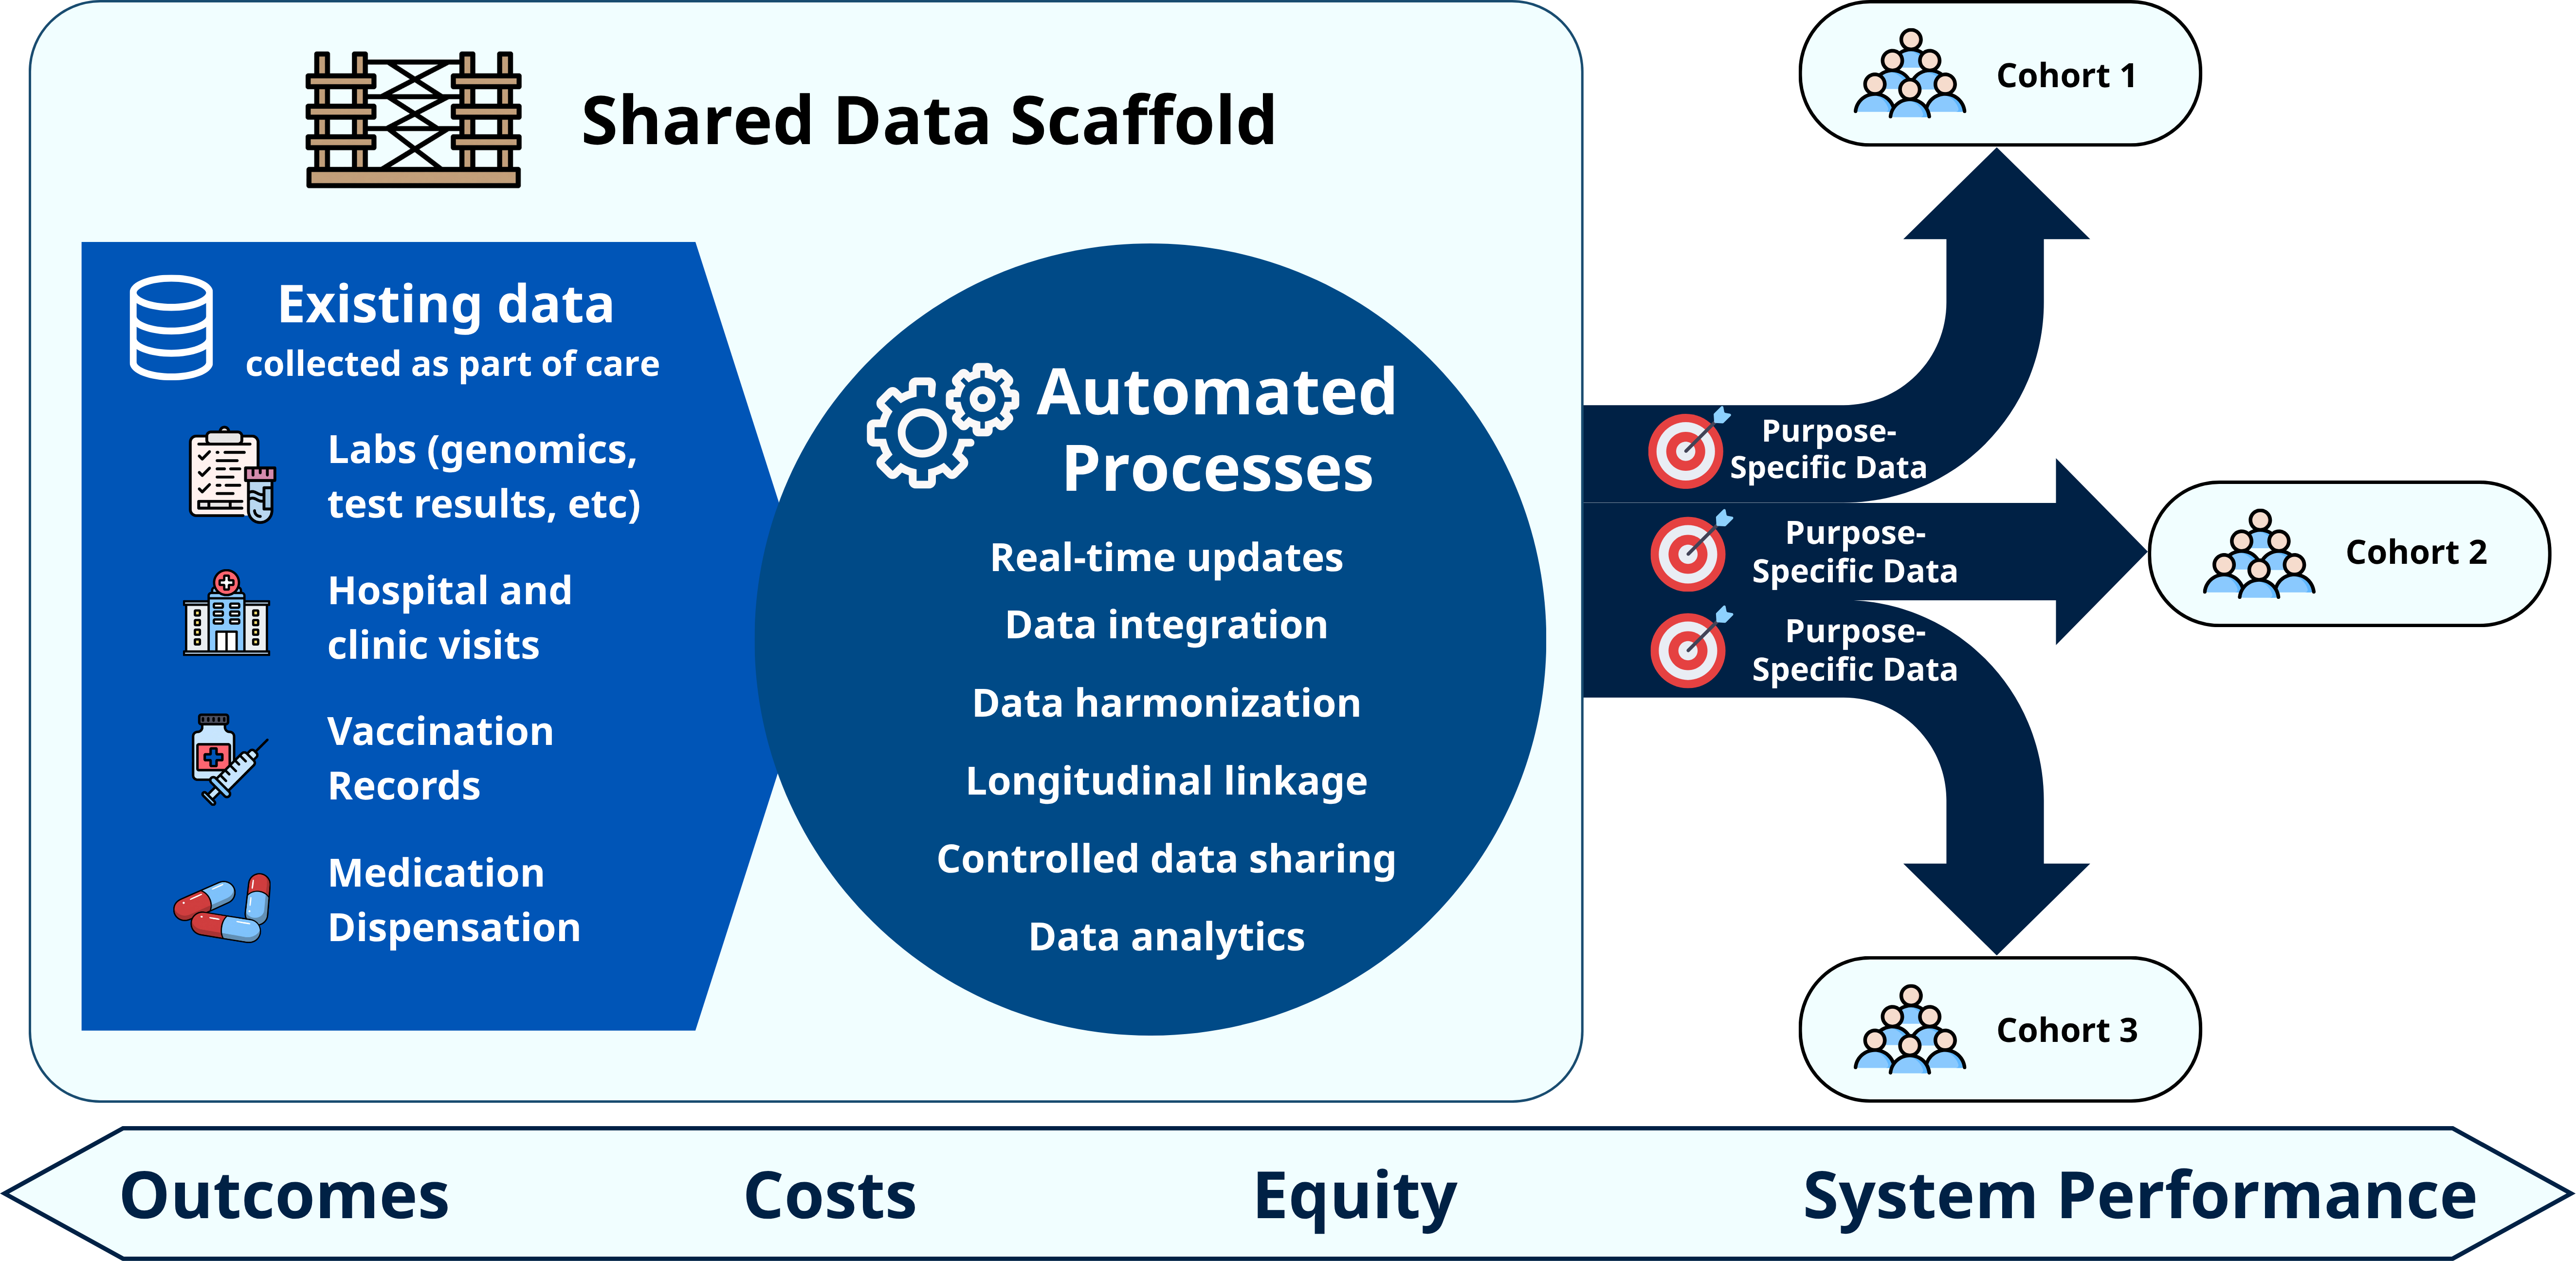 Shared Data Scaffold
Existing data
collected as part of care
Labs (genomics,
test results, etc)
Hospital and
clinic visits
Vaccination
Records
Medication
Dispensation
Automated
Processes
Real-time updates
Data integration
Data harmonization
Longitudinal linkage
Controlled data sharing
Data analytics
Purpose-
Specific Data
Purpose-
Specific Data
Purpose-
Specific Data
Cohort 1
Cohort 2
Cohort 3
Outcomes Costs Equity System Performance